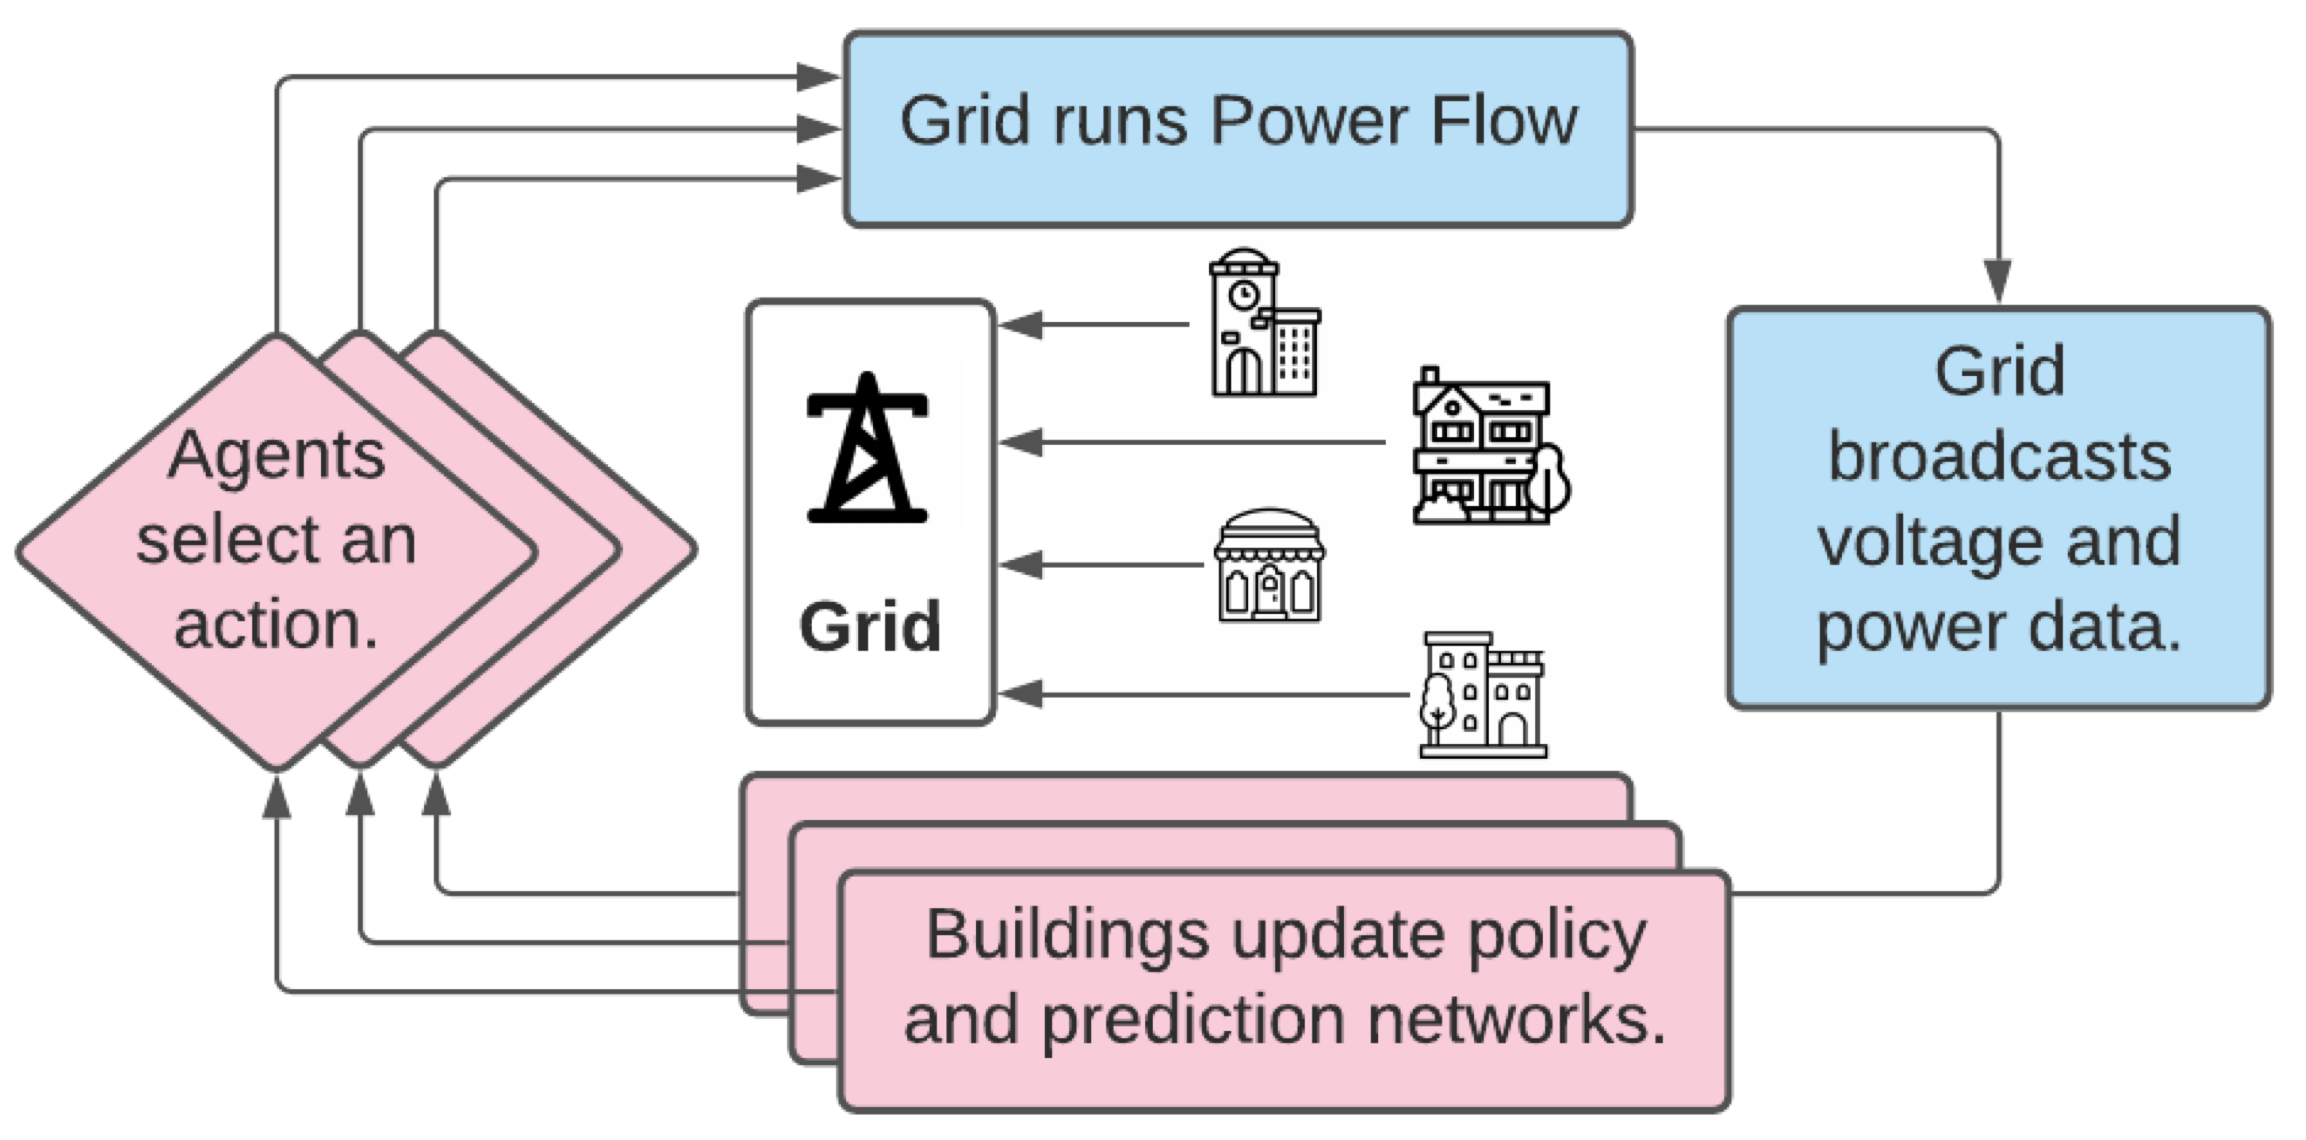 Grid runs Power Flow
Agents
select an
action.
Grid
Grid
broadcasts
voltage and
power data.
Buildings update policy
and prediction networks.